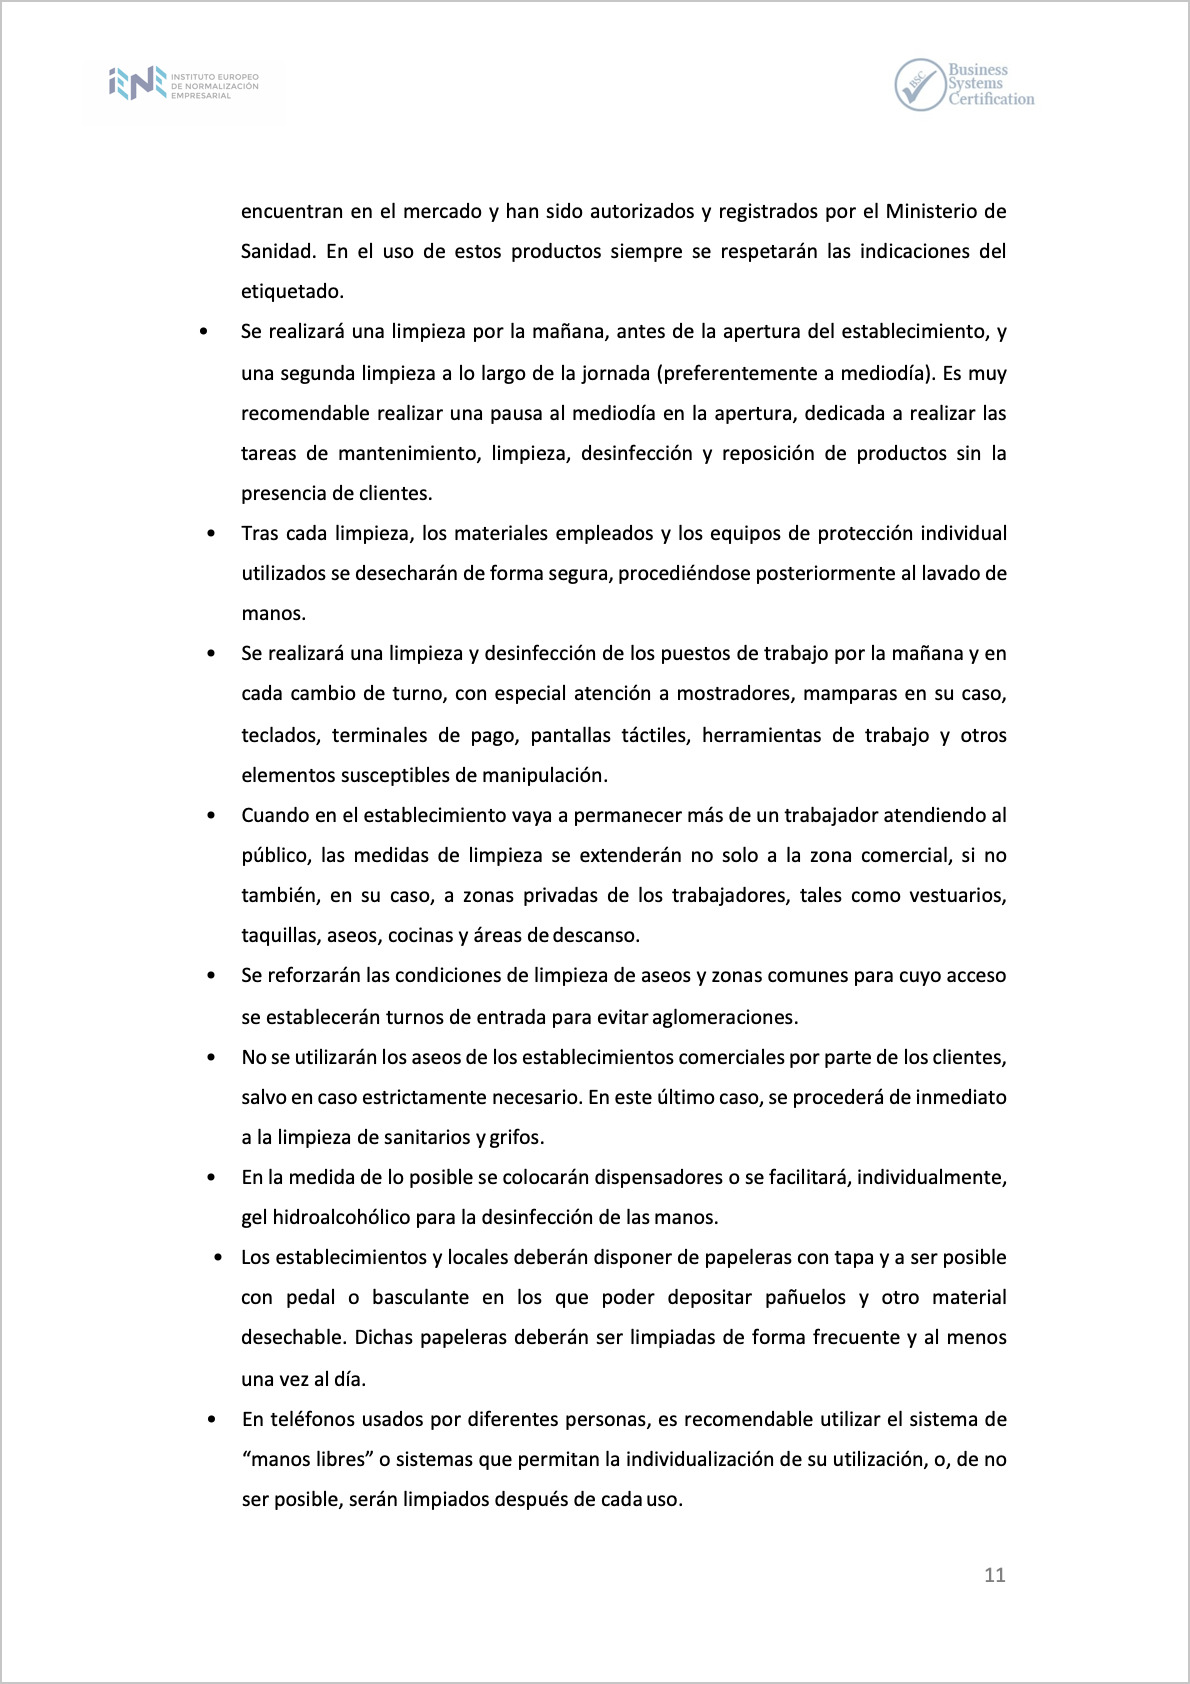 iENE INSTITUTO EUROPEO
DE NORMALIZACIÓN
EMPRESARIAL
BSC Business
Systems
Certification
encuentran en el mercado y han sido autorizados y registrados por el Ministerio de
Sanidad. En el uso de estos productos siempre se respetarán las indicaciones del
etiquetado.
• Se realizará una limpieza por la mañana, antes de la apertura del establecimiento, y
una segunda limpieza a lo largo de la jornada (preferentemente a mediodía). Es muy
recomendable realizar una pausa al mediodía en la apertura, dedicada a realizar las
tareas de mantenimiento, limpieza, desinfección y reposición de productos sin la
presencia de clientes.
• Tras cada limpieza, los materiales empleados y los equipos de protección individual
utilizados se desecharán de forma segura, procediéndose posteriormente al lavado de
manos.
• Se realizará una limpieza y desinfección de los puestos de trabajo por la mañana y en
cada cambio de turno, con especial atención a mostradores, mamparas en su caso,
teclados, terminales de pago, pantallas táctiles, herramientas de trabajo y otros
elementos susceptibles de manipulación.
• Cuando en el establecimiento vaya a permanecer más de un trabajador atendiendo al
público, las medidas de limpieza se extenderán no solo a la zona comercial, si no
también, en su caso, a zonas privadas de los trabajadores, tales como vestuarios,
taquillas, aseos, cocinas y áreas de descanso.
• Se reforzarán las condiciones de limpieza de aseos y zonas comunes para cuyo acceso
se establecerán turnos de entrada para evitar aglomeraciones.
• No se utilizarán los aseos de los establecimientos comerciales por parte de los clientes,
salvo en caso estrictamente necesario. En este último caso, se procederá de inmediato
a la limpieza de sanitarios y grifos.
• En la medida de lo posible se colocarán dispensadores o se facilitará, individualmente,
gel hidroalcohólico para la desinfección de las manos.
• Los establecimientos y locales deberán disponer de papeleras con tapa y a ser posible
con pedal o basculante en los que poder depositar pañuelos y otro material
desechable. Dichas papeleras deberán ser limpiadas de forma frecuente y al menos
una vez al día.
• En teléfonos usados por diferentes personas, es recomendable utilizar el sistema de
“manos libres” o sistemas que permitan la individualización de su utilización, o, de no
ser posible, serán limpiados después de cada uso.
11